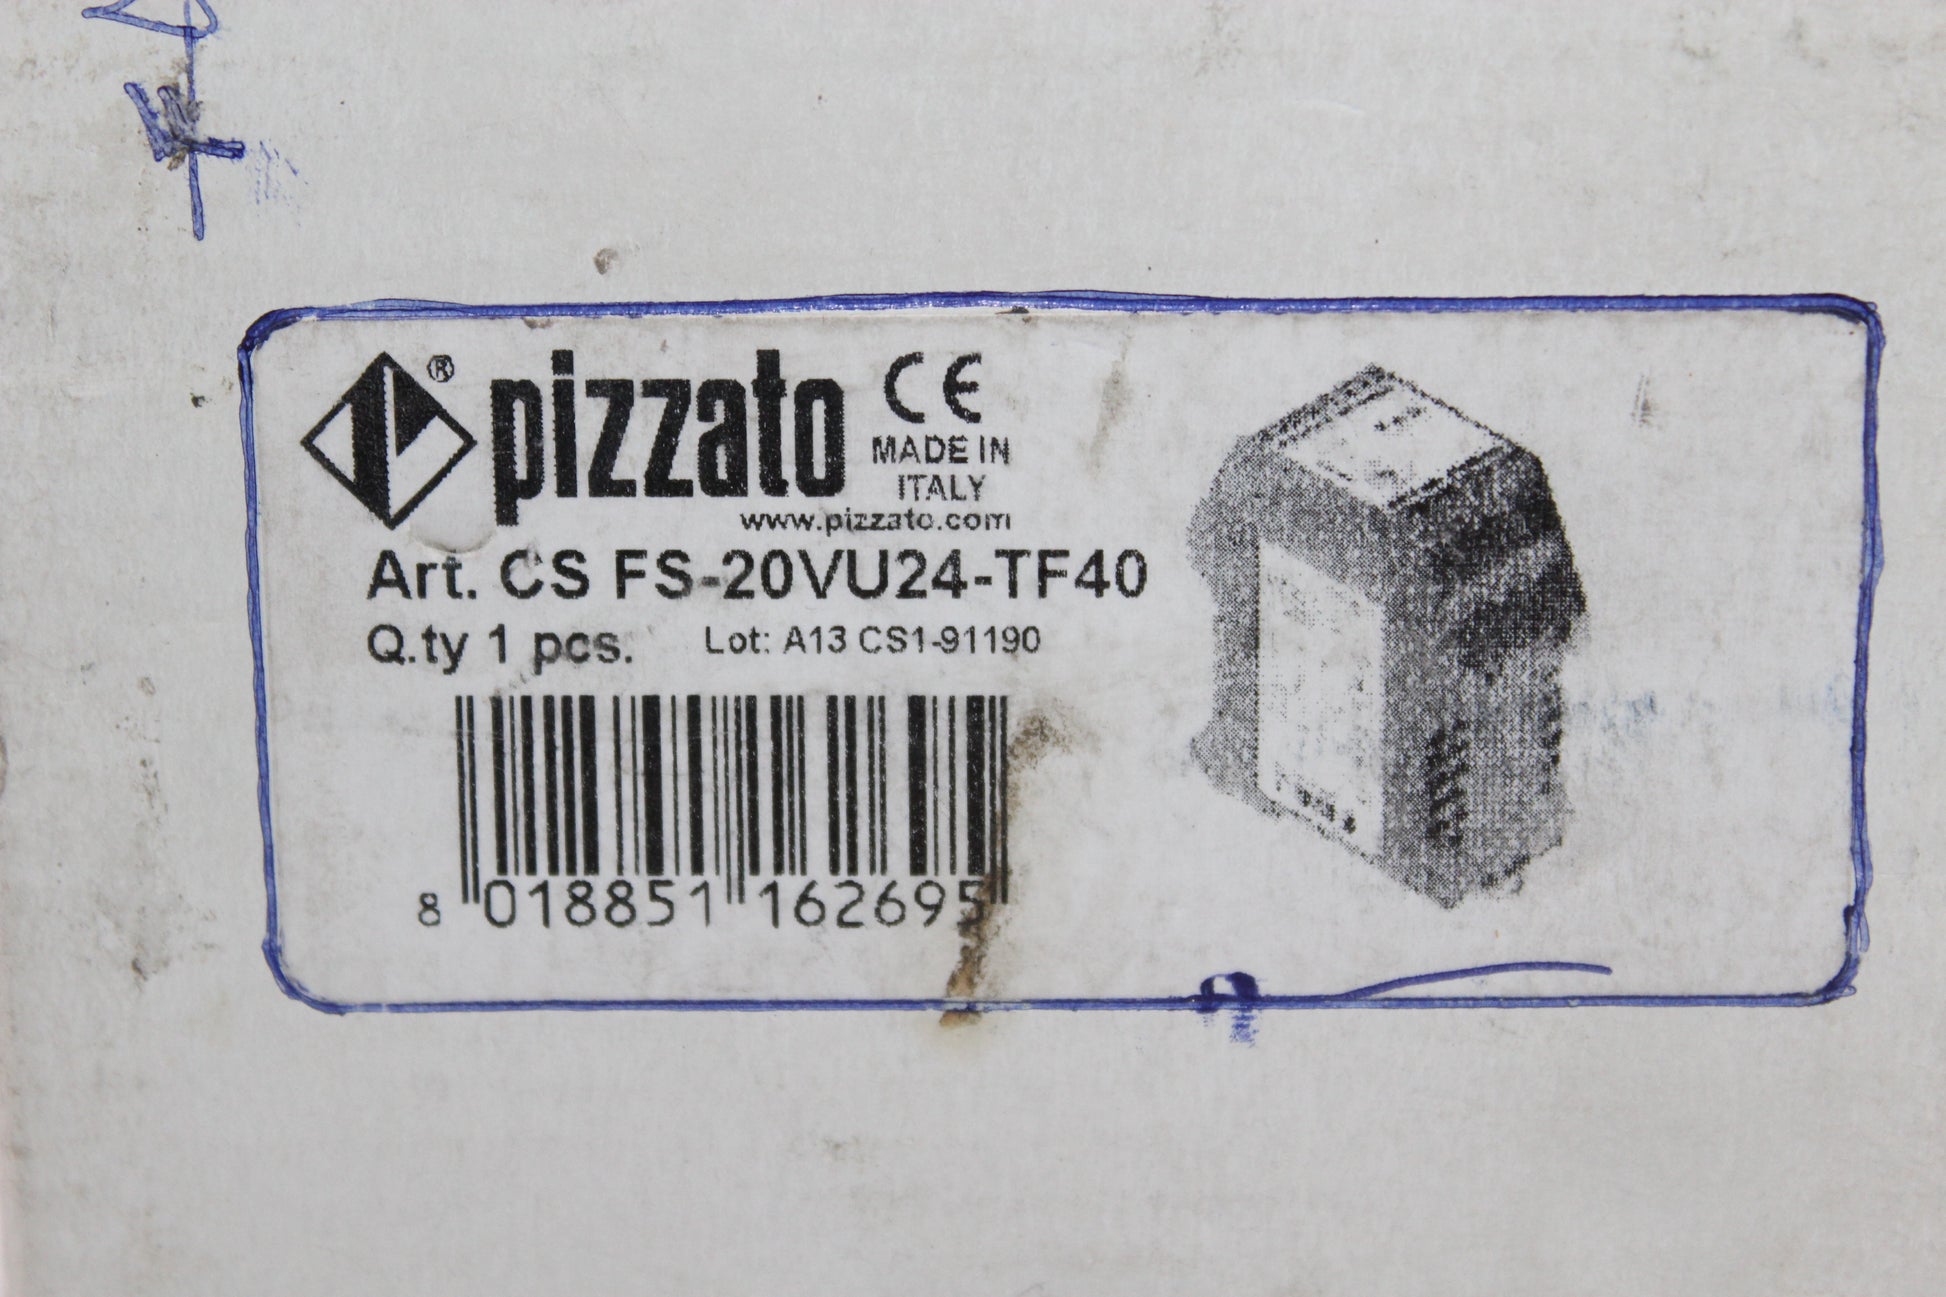 ® pizzato CE
MADE IN
ITALY
www.pizzato.com
Art. CS FS-20VU24-TF40
Q.ty 1 pcs. Lot: A13 CS1-91190
8 018851 162695